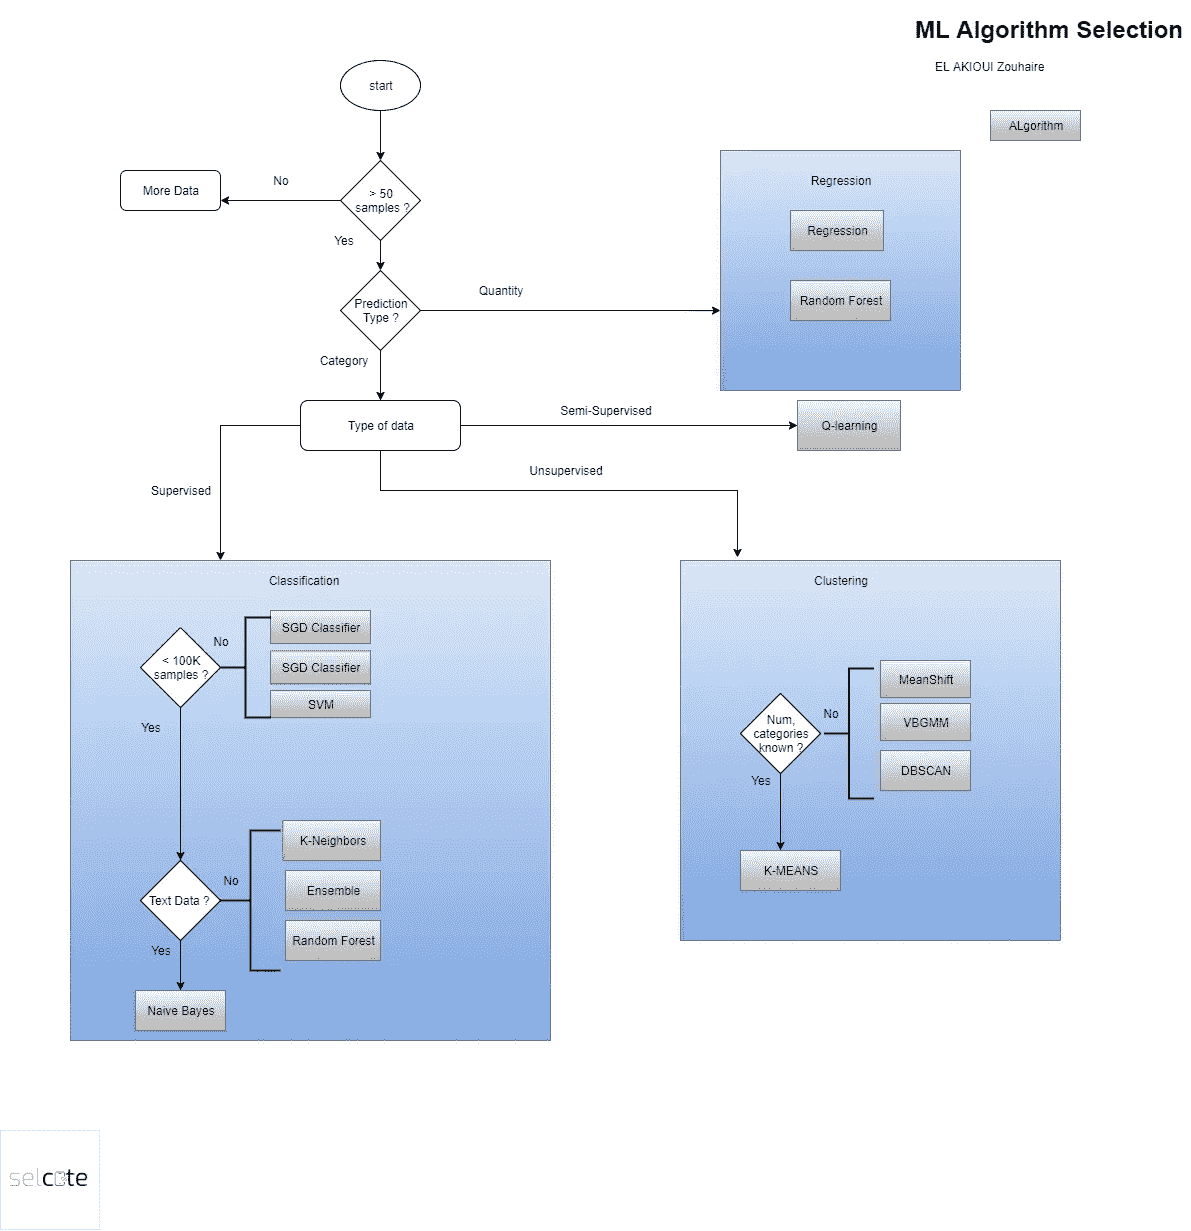 ML Algorithm Selection
EL AKIOUI Zouhaire
start
ALgorithm
More Data
No
> 50
samples ?
Yes
Regression
Regression
Random Forest
Prediction
Type ?
Quantity
Category
Type of data
Semi-Supervised
Q-learning
Unsupervised
Supervised
Classification
< 100K
samples ?
No
SGD Classifier
SGD Classifier
SVM
Yes
Text Data ?
No
K-Neighbors
Ensemble
Random Forest
Yes
Naive Bayes
Clustering
Num,
categories
known ?
No
MeanShift
VBGMM
DBSCAN
Yes
K-MEANS
selcote